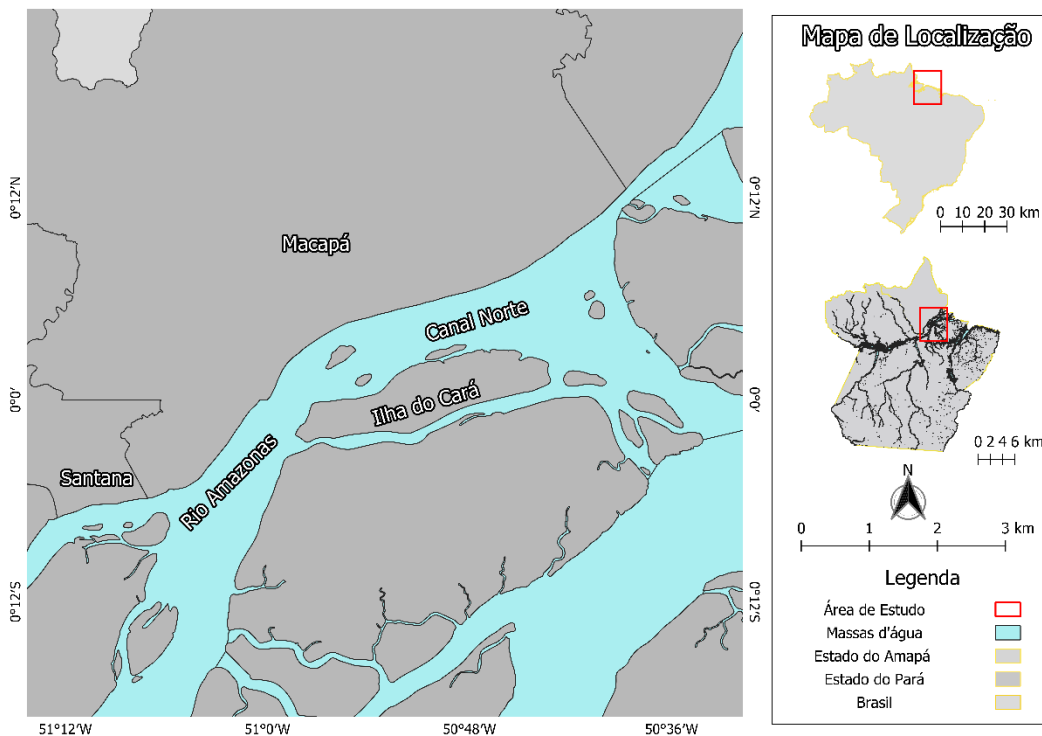 Mapa de Localização
0°12'N
0°12'N
Macapá
0 10 20 30 km
Canal Norte
Ilha do Cará
0°0'
0°0'
Santana
Rio Amazonas
0 2 4 6 km
N
0 1 2 3 km
Legenda
0°12'S
0°12'S
Área de Estudo
Massas d'água
Estado do Amapá
Estado do Pará
Brasil
51°12'W 51°0'W 50°48'W 50°36'W